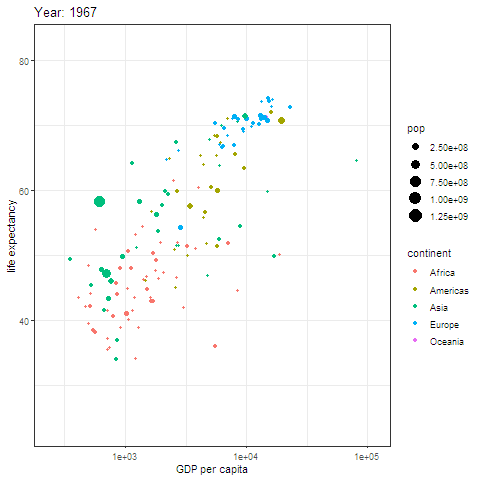 Year: 1967
80
60
40
life expectancy
1e+03
1e+04
1e+05
GDP per capita
pop
2.50e+08
5.00e+08
7.50e+08
1.00e+09
1.25e+09
continent
Africa
Americas
Asia
Europe
Oceania